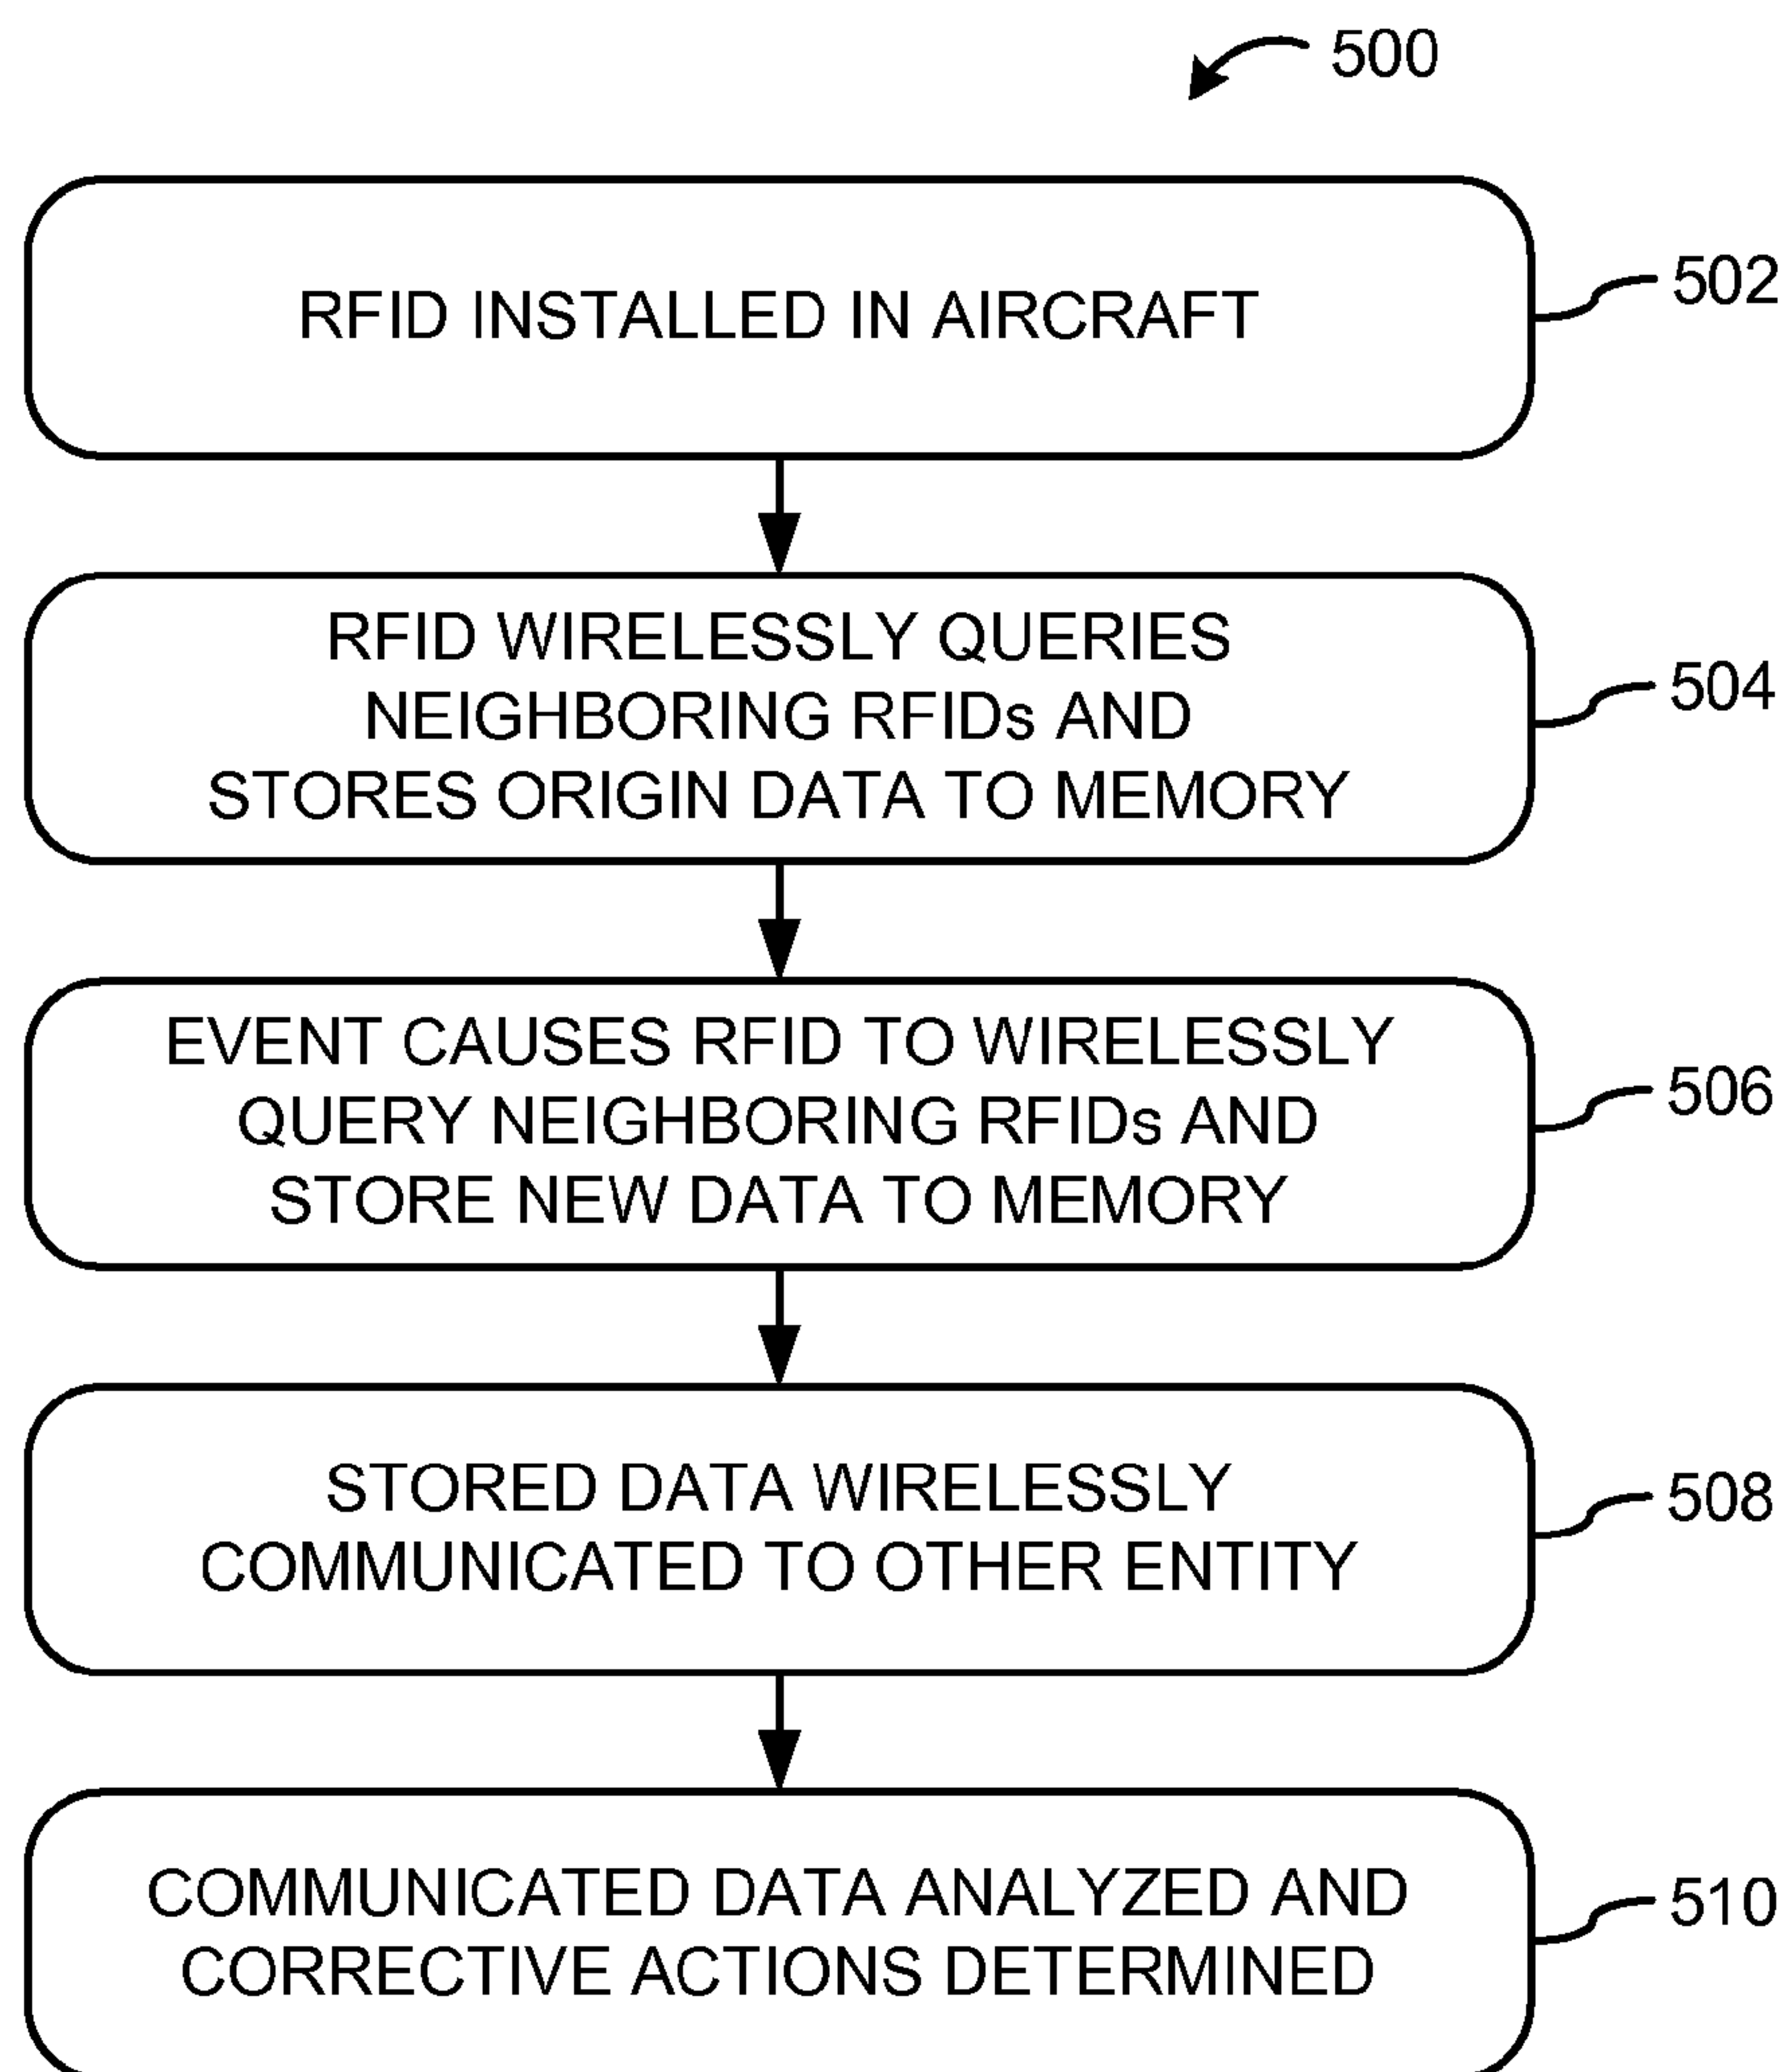 500
RFID INSTALLED IN AIRCRAFT
502
RFID WIRELESSLY QUERIES
NEIGHBORING RFIDs AND
STORES ORIGIN DATA TO MEMORY
504
EVENT CAUSES RFID TO WIRELESSLY
QUERY NEIGHBORING RFIDs AND
STORE NEW DATA TO MEMORY
506
STORED DATA WIRELESSLY
COMMUNICATED TO OTHER ENTITY
508
COMMUNICATED DATA ANALYZED AND
CORRECTIVE ACTIONS DETERMINED
510